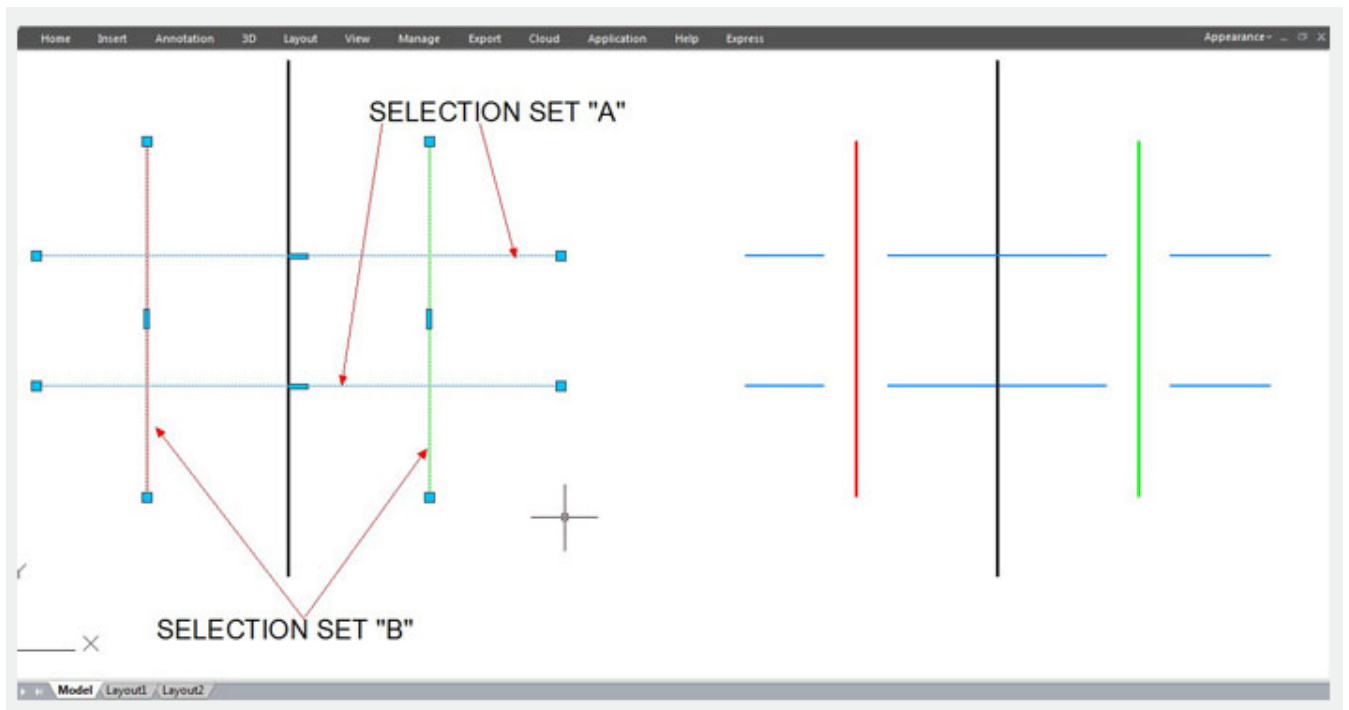 Home Insert Annotation 3D Layout View Manage Export Cloud Application Help Express Appearance
SELECTION SET "A"
SELECTION SET "B"
Y
X
Model Layout1 Layout2